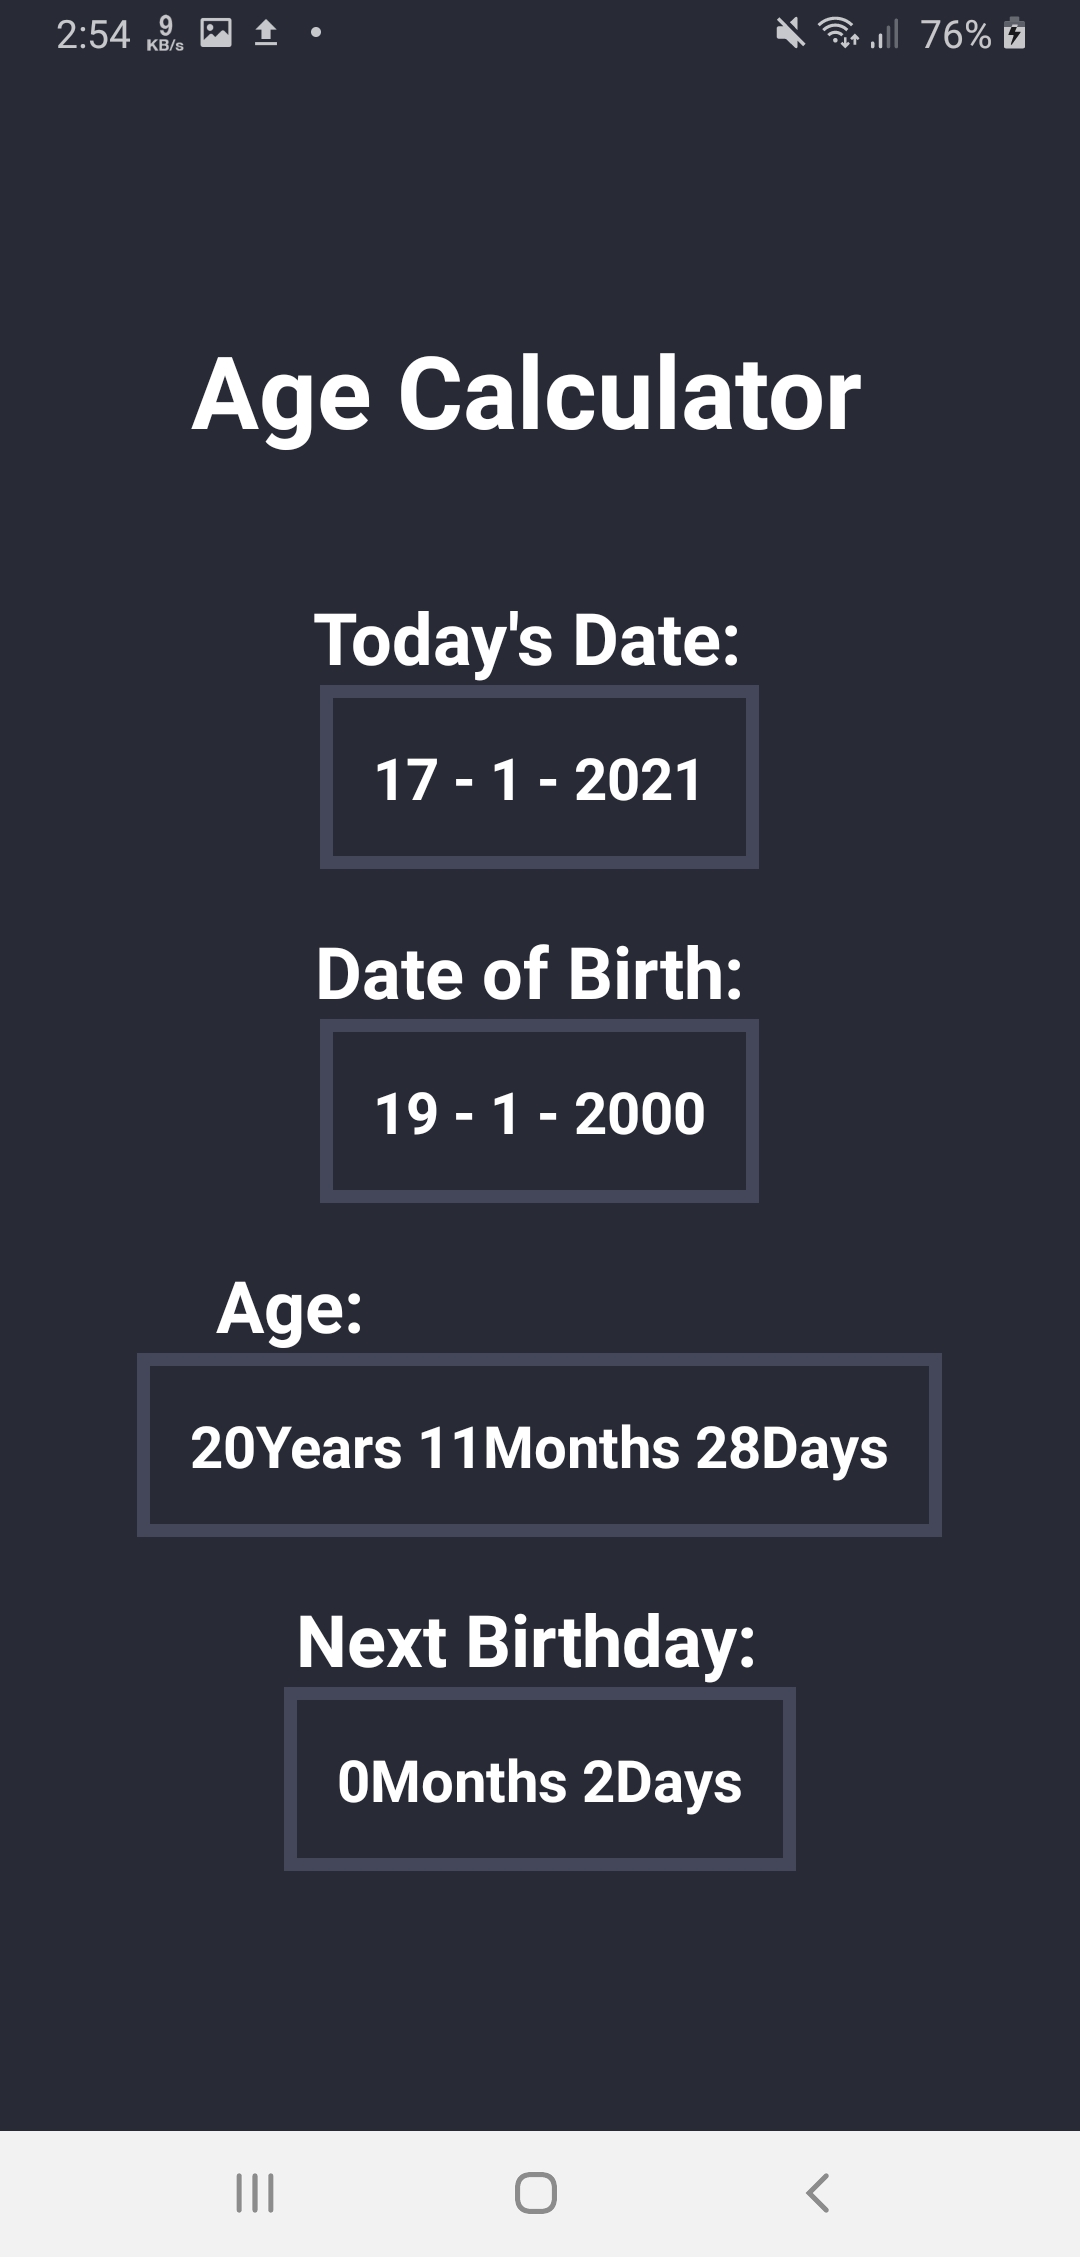 2:54 9 KB/s 76%
Age Calculator
Today's Date:
17 - 1 - 2021
Date of Birth:
19 - 1 - 2000
Age:
20Years 11Months 28Days
Next Birthday:
0Months 2Days